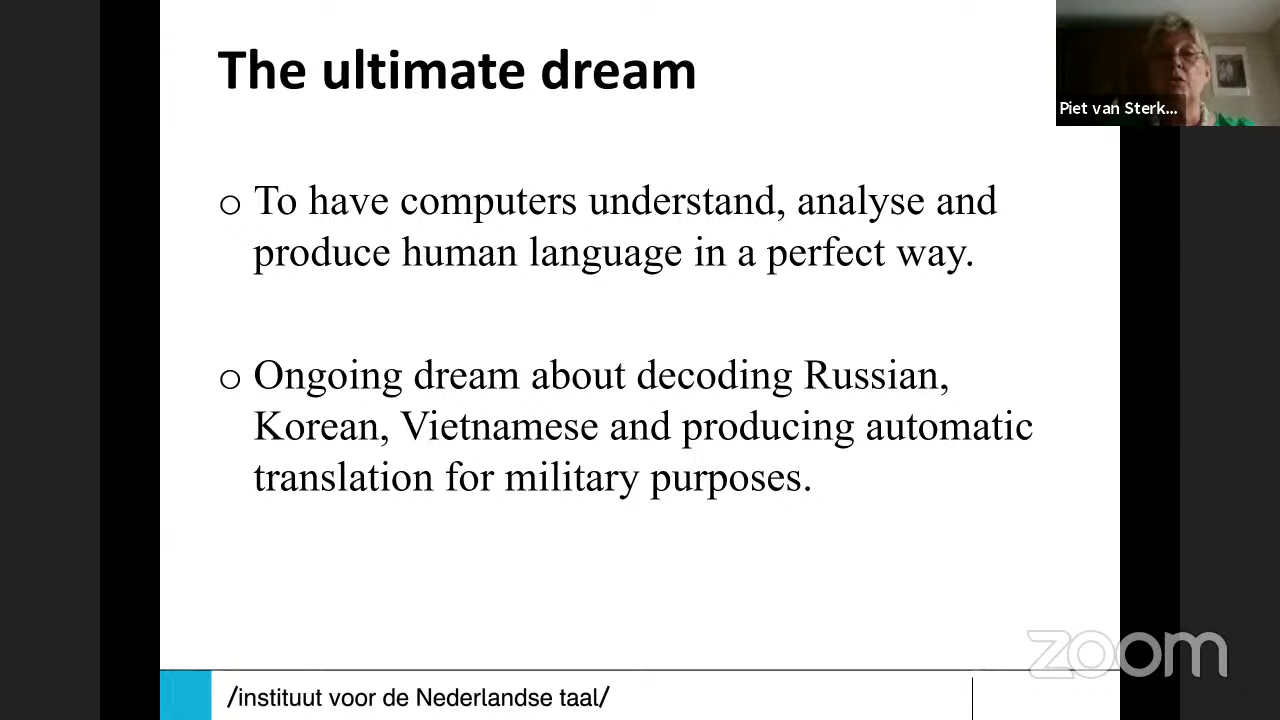 The ultimate dream
Piet van Sterk...
o To have computers understand, analyse and
produce human language in a perfect way.
o Ongoing dream about decoding Russian,
Korean, Vietnamese and producing automatic
translation for military purposes.
zoom
/instituut voor de Nederlandse taal/